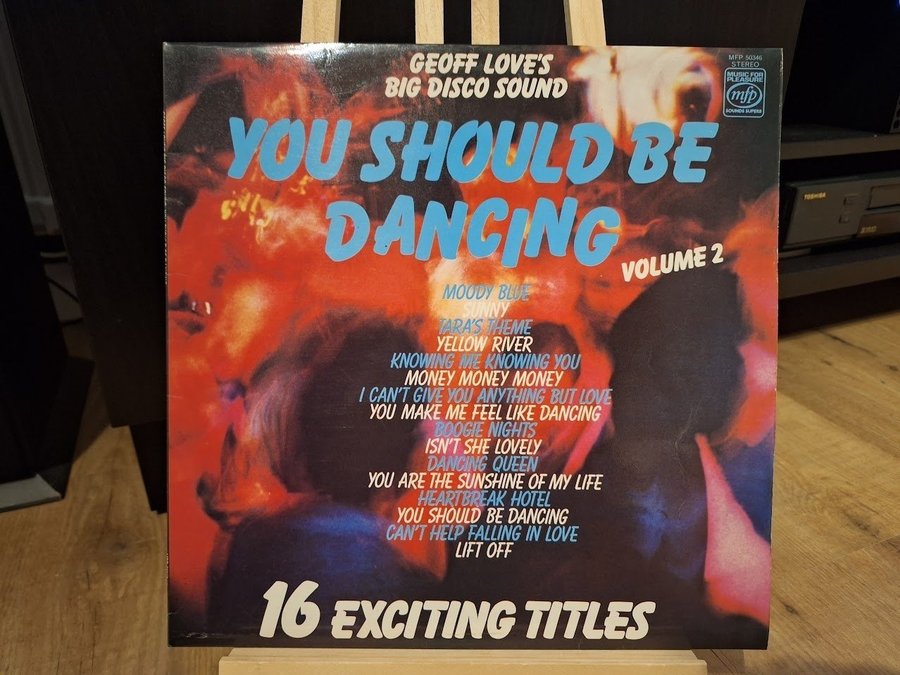 GEOFF LOVE'S
BIG DISCO SOUND
MFP 50346
STEREO
MUSIC FOR
PLEASURE
mfp
SOUNDS SUPERB
YOU SHOULD BE
DANCING
VOLUME 2
MOODY BLUE
SUNNY
TARA'S THEME
YELLOW RIVER
KNOWING ME KNOWING YOU
MONEY MONEY MONEY
I CAN'T GIVE YOU ANYTHING BUT LOVE
YOU MAKE ME FEEL LIKE DANCING
BOOGIE NIGHTS
ISN'T SHE LOVELY
DANCING QUEEN
YOU ARE THE SUNSHINE OF MY LIFE
HEARTBREAK HOTEL
YOU SHOULD BE DANCING
CAN'T HELP FALLING IN LOVE
LIFT OFF
16 EXCITING TITLES
TOSHIBA